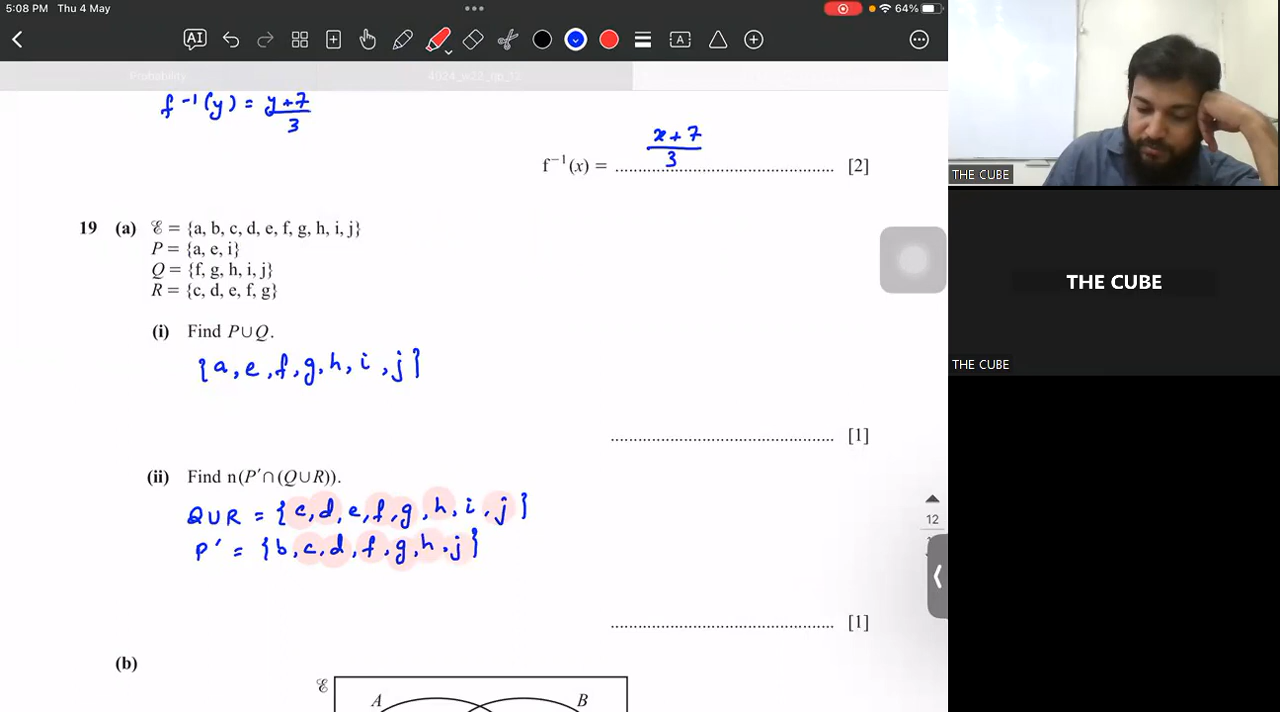 5:08 PM Thu 4 May
64%
AI
A
Probability
4024_w22_qp_12
f⁻¹(y) = y+7/3
x+7/3
f⁻¹(x) = ........................................ [2]
19 (a) ℰ = {a, b, c, d, e, f, g, h, i, j}
P = {a, e, i}
Q = {f, g, h, i, j}
R = {c, d, e, f, g}
(i) Find P∪Q.
{a, e, f, g, h, i, j}
........................................ [1]
(ii) Find n(P′∩(Q∪R)).
Q∪R = {c, d, e, f, g, h, i, j}
P′ = {b, c, d, f, g, h, j}
........................................ [1]
(b)
ℰ
A B
12
THE CUBE
THE CUBE
THE CUBE